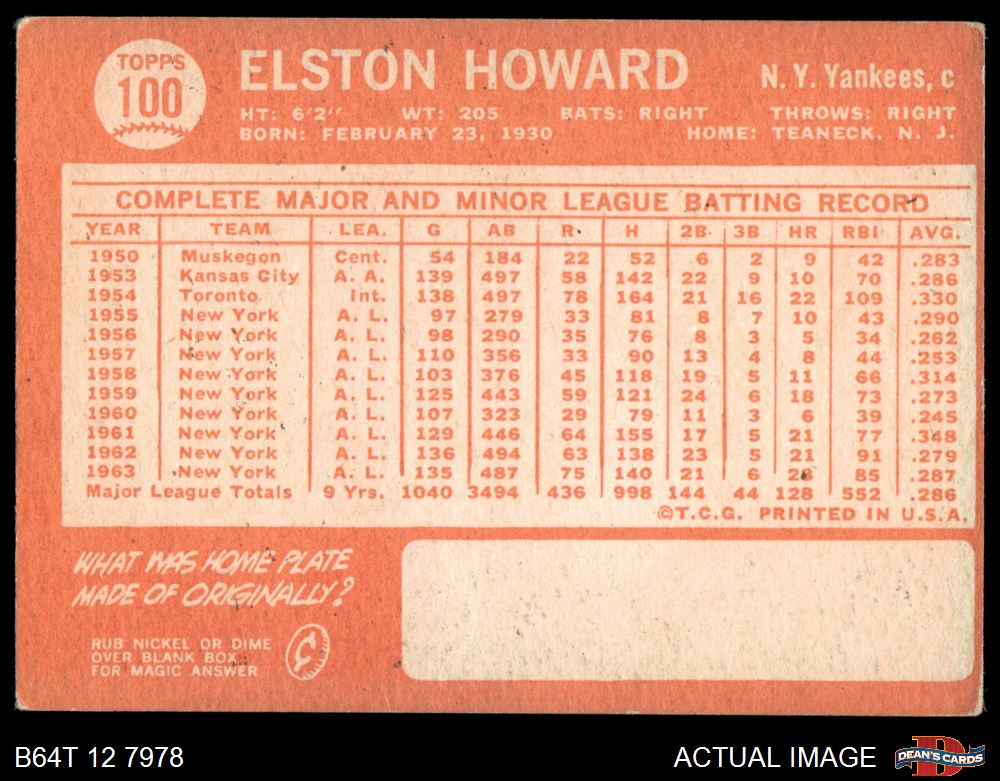 TOPPS
100
ELSTON HOWARD
N. Y. Yankees, c
HT: 6'2" WT: 205 BATS: RIGHT THROWS: RIGHT
BORN: FEBRUARY 23, 1930 HOME: TEANECK, N. J.
COMPLETE MAJOR AND MINOR LEAGUE BATTING RECORD
YEAR TEAM LEA. G AB R H 2B 3B HR RBI AVG.
1950 Muskegon Cent. 54 184 22 52 6 2 9 42 .283
1953 Kansas City A. A. 139 497 58 142 22 9 10 70 .286
1954 Toronto Int. 138 497 78 164 21 16 22 109 .330
1955 New York A. L. 97 279 33 81 8 7 10 43 .290
1956 New York A. L. 98 290 35 76 8 3 5 34 .262
1957 New York A. L. 110 356 33 90 13 4 8 44 .253
1958 New York A. L. 103 376 45 118 19 5 11 66 .314
1959 New York A. L. 125 443 59 121 24 6 18 73 .273
1960 New York A. L. 107 323 29 79 11 3 6 39 .245
1961 New York A. L. 129 446 64 155 17 5 21 77 .348
1962 New York A. L. 136 494 63 138 23 5 21 91 .279
1963 New York A. L. 135 487 75 140 21 6 28 85 .287
Major League Totals 9 Yrs. 1040 3494 436 998 144 44 128 552 .286
©T.C.G. PRINTED IN U.S.A.
WHAT WAS HOME PLATE
MADE OF ORIGINALLY?
RUB NICKEL OR DIME
OVER BLANK BOX
FOR MAGIC ANSWER
B64T 12 7978
ACTUAL IMAGE
D
DEAN'S CARDS